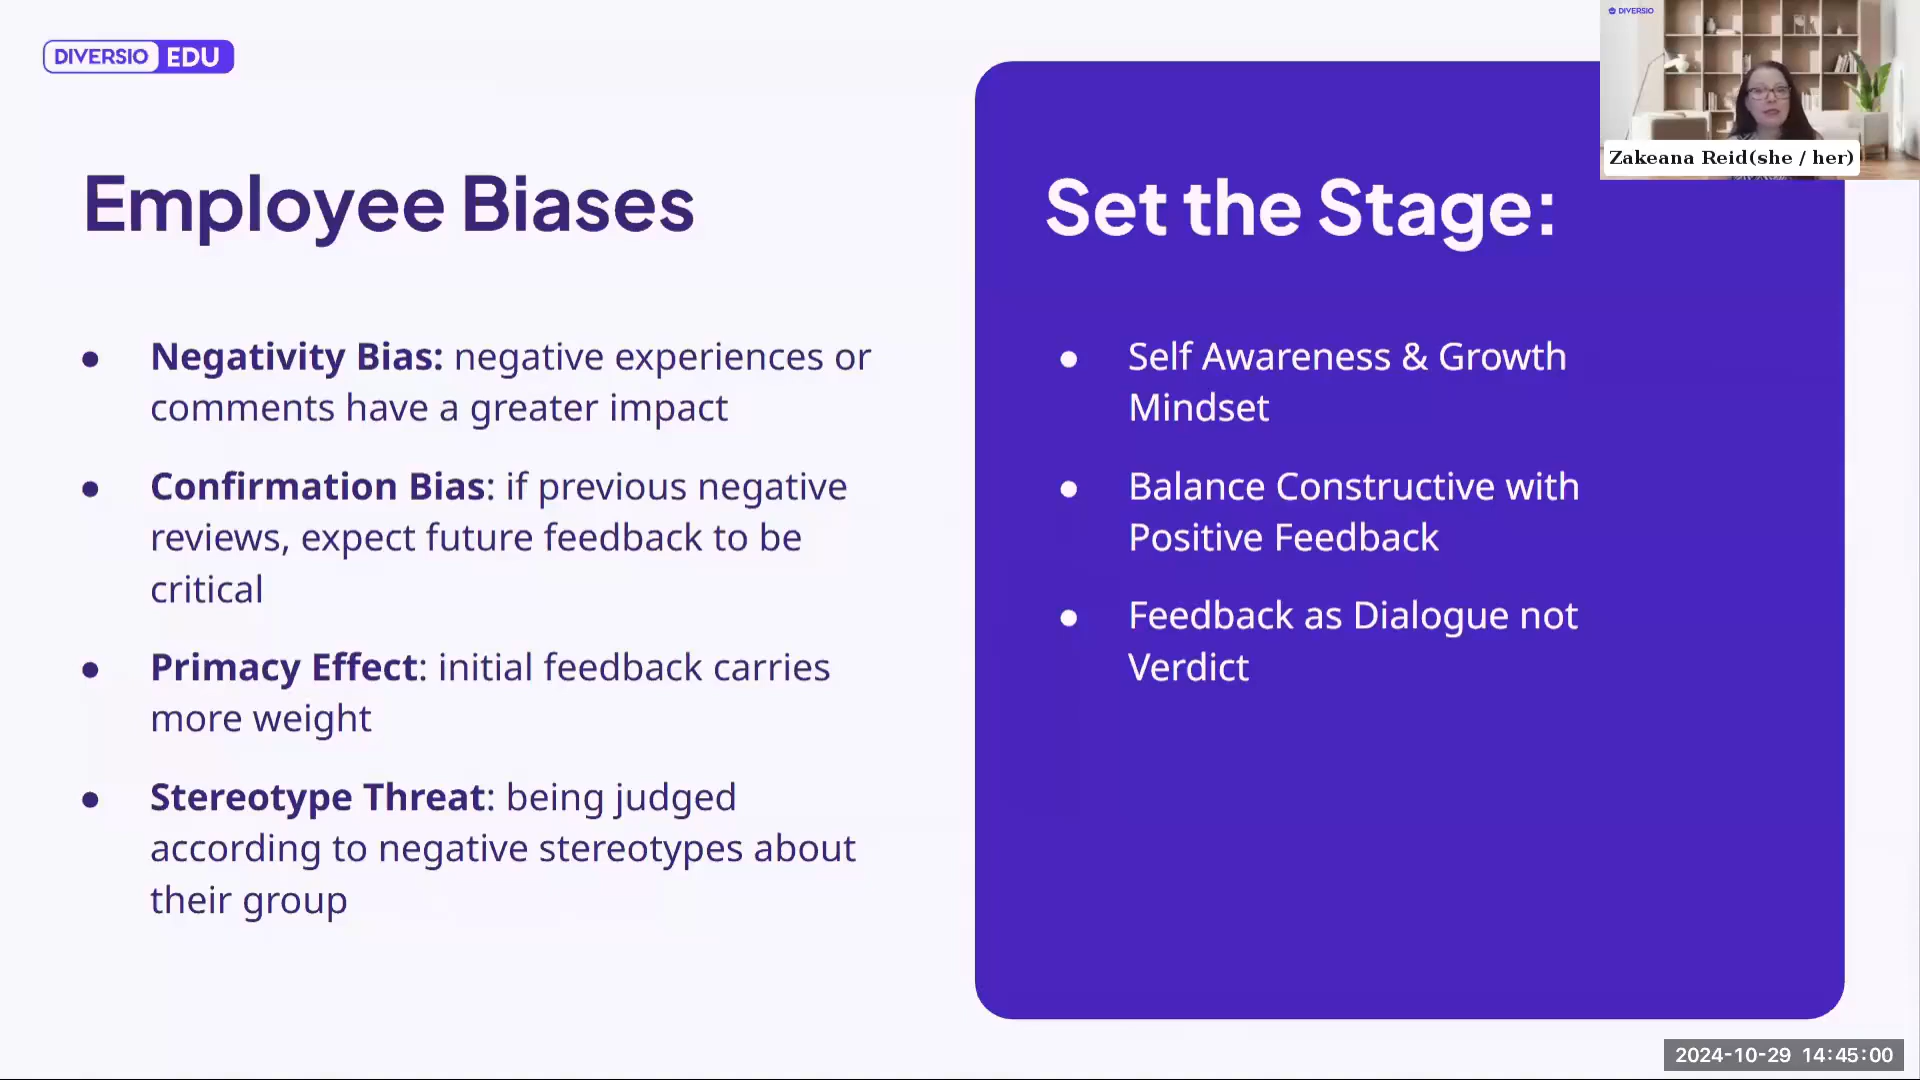 DIVERSIO EDU
DIVERSIO
Zakeana Reid(she / her)
Employee Biases
● Negativity Bias: negative experiences or
comments have a greater impact
● Confirmation Bias: if previous negative
reviews, expect future feedback to be
critical
● Primacy Effect: initial feedback carries
more weight
● Stereotype Threat: being judged
according to negative stereotypes about
their group
Set the Stage:
● Self Awareness & Growth
Mindset
● Balance Constructive with
Positive Feedback
● Feedback as Dialogue not
Verdict
2024-10-29 14:45:00